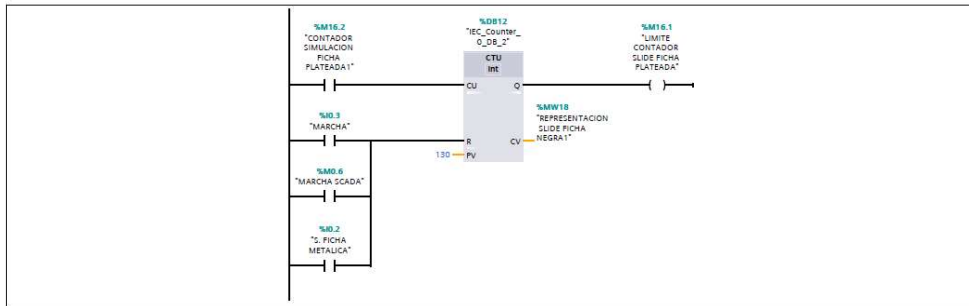 %M16.2
"CONTADOR
SIMULACION
FICHA
PLATEADA1"
%DB12
"IEC_Counter_
0_DB_2"
CTU
Int
CU
Q
%M16.1
"LIMITE
CONTADOR
SLIDE FICHA
PLATEADA"
%I0.3
"MARCHA"
R
130
PV
CV
%MW18
"REPRESENTACION
SLIDE FICHA
NEGRA1"
%M0.6
"MARCHA SCADA"
%I0.2
"S. FICHA
METALICA"